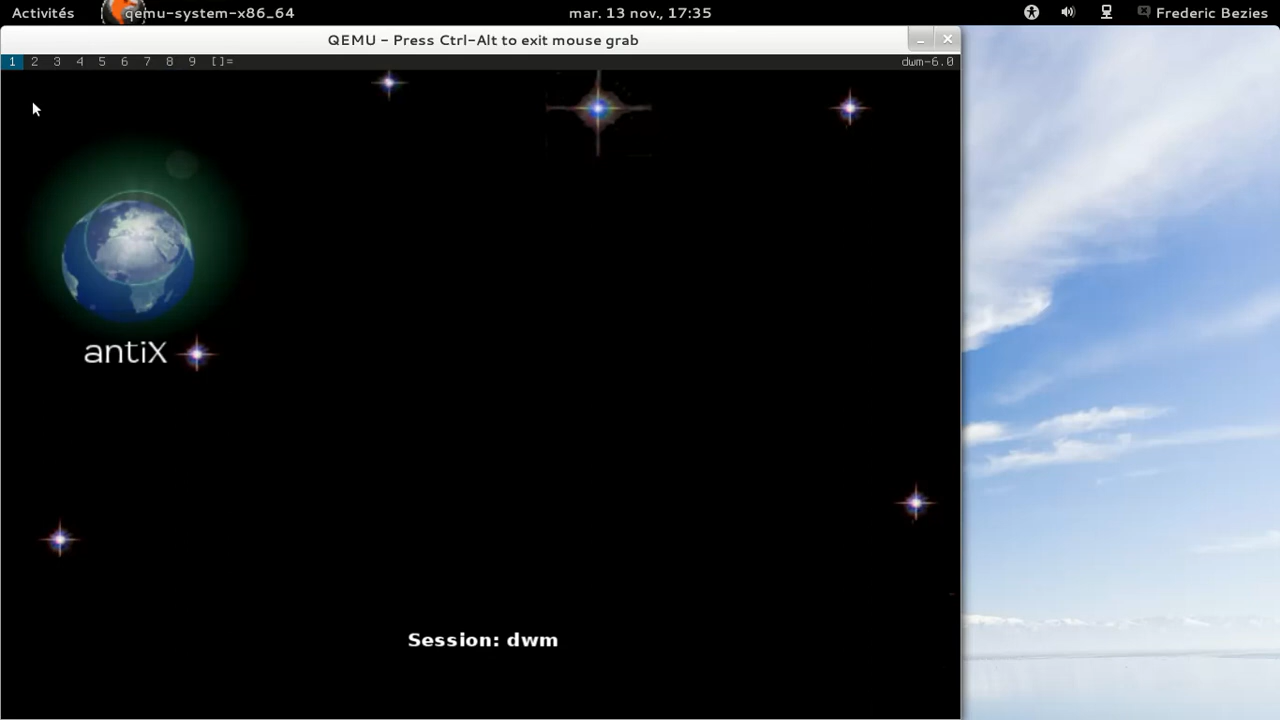 Activités qemu-system-x86_64 mar. 13 nov., 17:35 Frederic Bezies
QEMU - Press Ctrl-Alt to exit mouse grab
1 2 3 4 5 6 7 8 9 []= dwm-6.0
antiX
Session: dwm